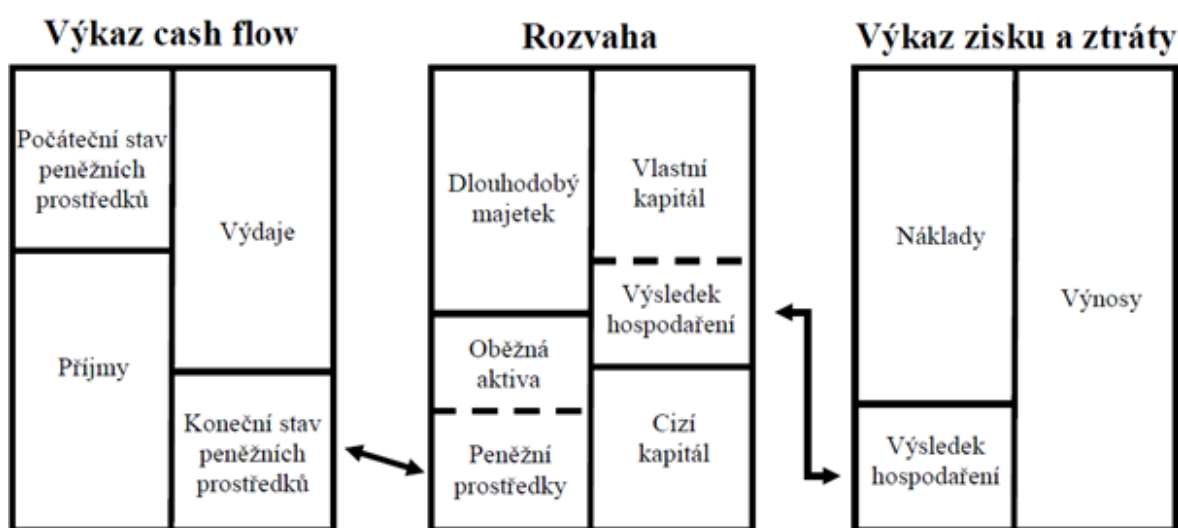 Výkaz cash flow
Počáteční stav
peněžních
prostředků
Příjmy
Výdaje
Koneční stav
peněžních
prostředků
Rozvaha
Dlouhodobý
majetek
Oběžná
aktiva
Peněžní
prostředky
Vlastní
kapitál
Výsledek
hospodaření
Cizí
kapitál
Výkaz zisku a ztráty
Náklady
Výsledek
hospodaření
Výnosy